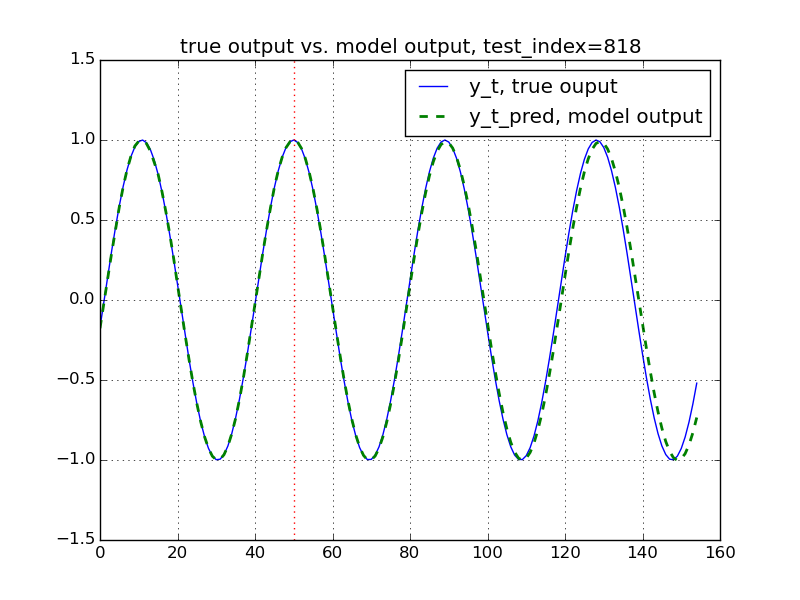 true output vs. model output, test_index=818
y_t, true ouput
y_t_pred, model output
1.5
1.0
0.5
0.0
−0.5
−1.0
−1.5
0 20 40 60 80 100 120 140 160